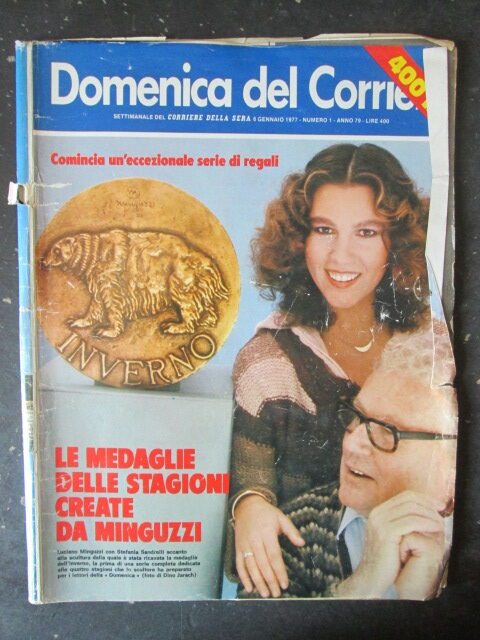 Domenica del Corrie
400
SETTIMANALE DEL CORRIERE DELLA SERA 6 GENNAIO 1977 - NUMERO 1 - ANNO 79 - LIRE 400
Comincia un'eccezionale serie di regali
minguzzi
INVERNO
LE MEDAGLIE
DELLE STAGIONI
CREATE
DA MINGUZZI
Luciano Minguzzi con Stefania Sandrelli accanto
alla scultura dalla quale è stata ricavata la medaglia
dell'Inverno, la prima di una serie completa dedicata
alle quattro stagioni che lo scultore ha preparato
per i lettori della « Domenica » (foto di Dino Jarach)